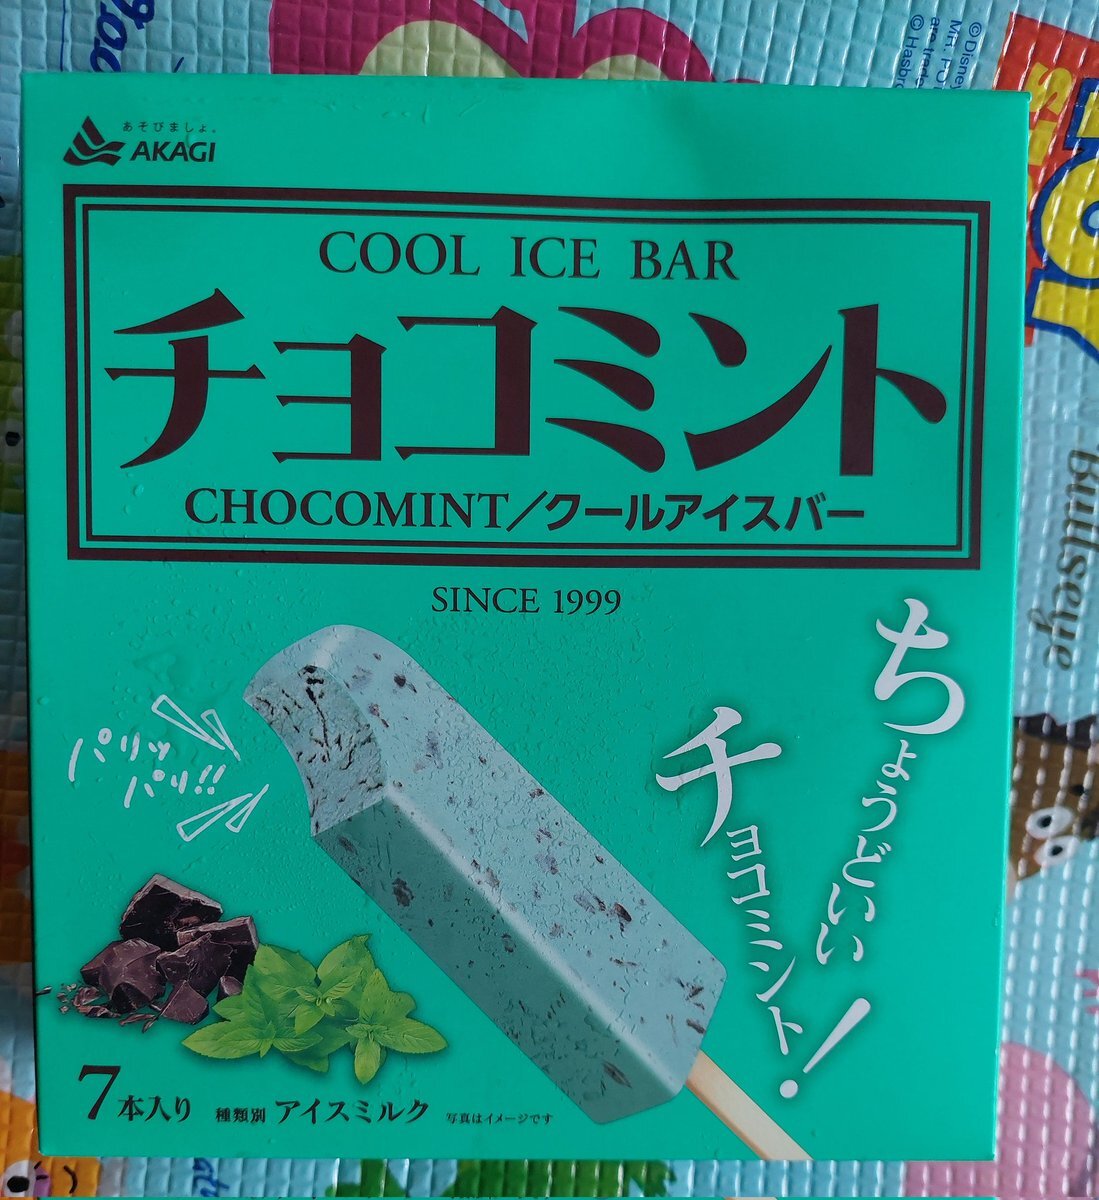 あそびましょ。
AKAGI
COOL ICE BAR
チョコミント
CHOCOMINT／クールアイスバー
SINCE 1999
ちょうどいい
チョコミント！
パリッ
パリ!!
7本入り 種類別 アイスミルク 写真はイメージです
© Disney
© Hasbro
Bullseye